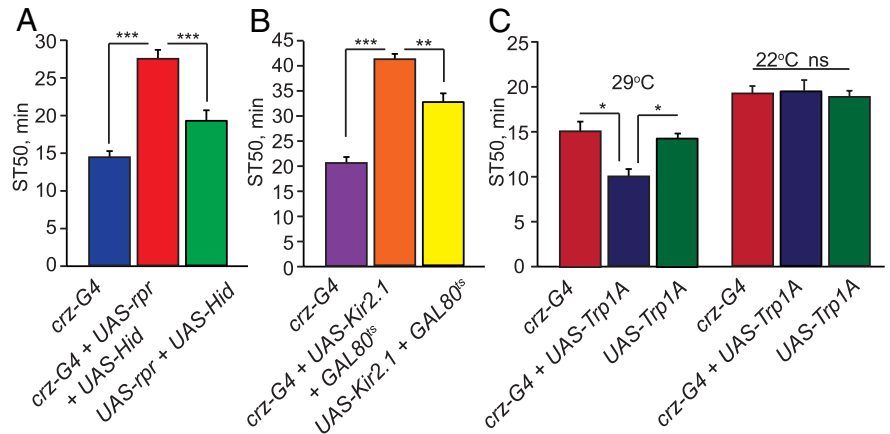 A
ST50, min
30
25
20
15
10
5
0
***
***
crz-G4
crz-G4 + UAS-rpr
+ UAS-Hid
UAS-rpr + UAS-Hid
B
ST50, min
45
40
35
30
25
20
15
10
5
0
***
**
crz-G4
crz-G4 + UAS-Kir2.1
+ GAL80ts
UAS-Kir2.1 + GAL80ts
C
ST50, min
25
20
15
10
5
0
29°C
*
*
22°C ns
crz-G4
crz-G4 + UAS-Trp1A
UAS-Trp1A
crz-G4
crz-G4 + UAS-Trp1A
UAS-Trp1A